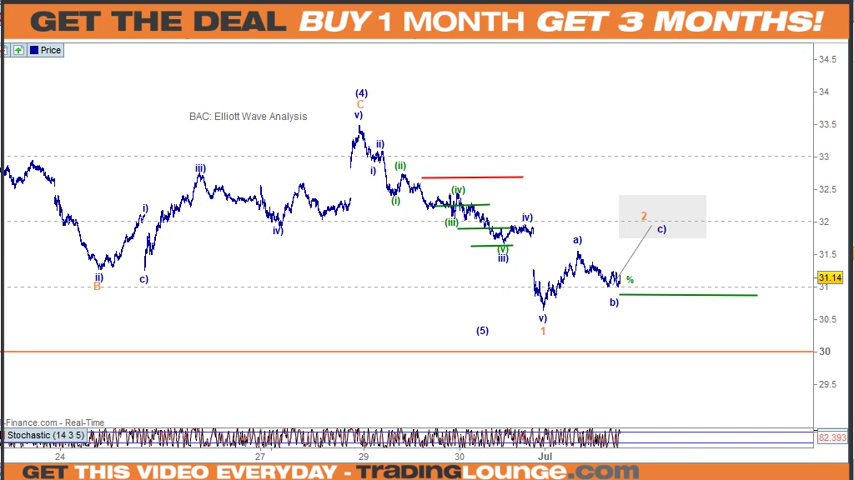 GET THE DEAL BUY 1 MONTH GET 3 MONTHS!
Price
34.5
(4)
34
C
v)
BAC: Elliott Wave Analysis
33.5
ii)
33
iii)
i)
(ii)
(i)
(iv)
32.5
i)
iv)
(iii)
iv)
2
32
c)
(v)
iii)
a)
31.5
ii)
B
c)
%
31.14
31
b)
v)
1
(5)
30.5
30
29.5
-Finance.com - Real-Time
Stochastic (14 3 5)
82.393
24
27
29
30
Jul
GET THIS VIDEO EVERYDAY - TRADINGLOUNGE.COM